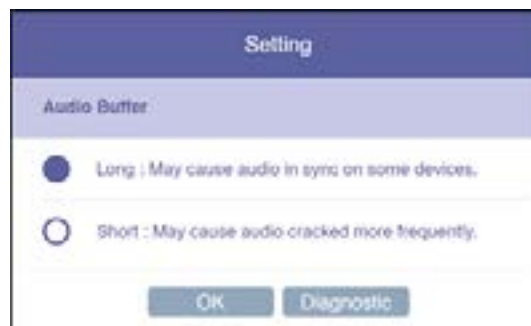 Setting
Audio Buffer
Long : May cause audio in sync on some devices.
Short : May cause audio cracked more frequently.
OK Diagnostic